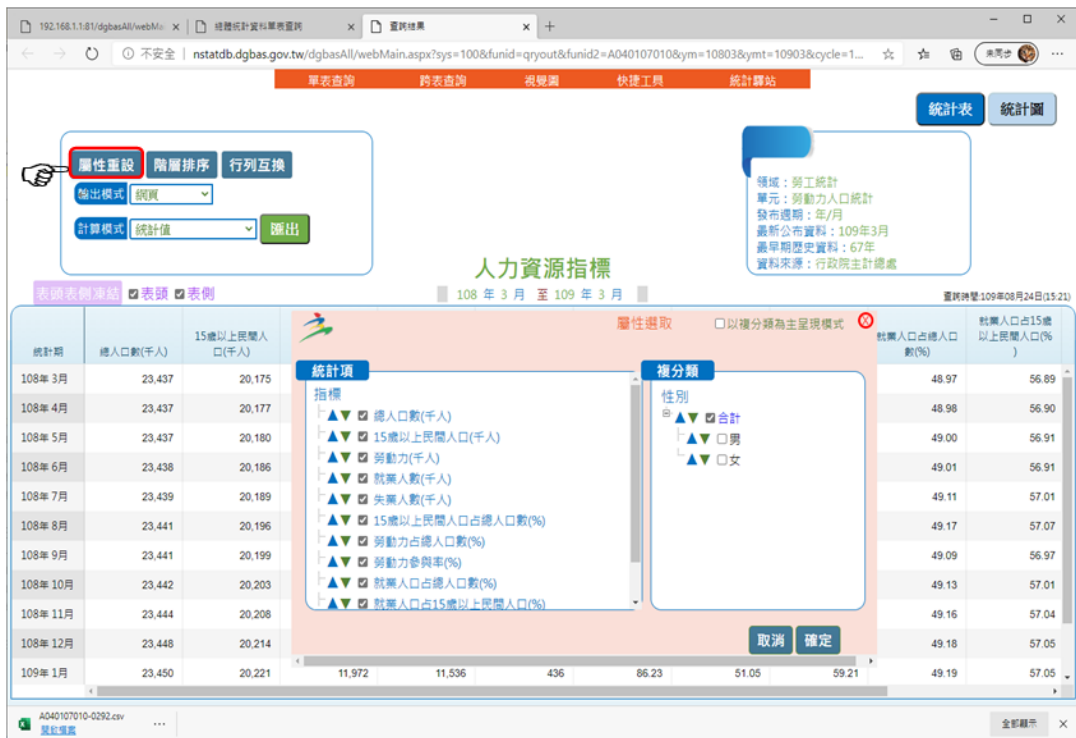 192.168.1.1:81/dgbasAll/webMa
總體統計資料單表查詢
查詢結果
不安全 | nstatdb.dgbas.gov.tw/dgbasAll/webMain.aspx?sys=100&funid=qryout&funid2=A040107010&ym=10803&ymt=10903&cycle=1...
未同步
單表查詢 跨表查詢 視覺圖 快捷工具 統計驛站
統計表 統計圖
屬性重設 階層排序 行列互換
輸出模式 網頁
計算模式 統計值 匯出
領域：勞工統計
單元：勞動力人口統計
發布週期：年/月
最新公布資料：109年3月
最早期歷史資料：67年
資料來源：行政院主計總處
人力資源指標
108 年 3 月 至 109 年 3 月
表頭表側凍結 表頭 表側
查詢時間:109年08月24日(15:21)
統計期 總人口數(千人) 15歲以上民間人口(千人) 就業人口占總人口數(%) 就業人口占15歲以上民間人口(%)
108年 3月 23,437 20,175 48.97 56.89
108年 4月 23,437 20,177 48.98 56.90
108年 5月 23,437 20,180 49.00 56.91
108年 6月 23,438 20,186 49.01 56.91
108年 7月 23,439 20,189 49.11 57.01
108年 8月 23,441 20,196 49.17 57.07
108年 9月 23,441 20,199 49.09 56.97
108年 10月 23,442 20,203 49.13 57.01
108年 11月 23,444 20,208 49.16 57.04
108年 12月 23,448 20,214 49.18 57.05
109年 1月 23,450 20,221 11,972 11,536 436 86.23 51.05 59.21 49.19 57.05
屬性選取 以複分類為主呈現模式
統計項
指標
總人口數(千人)
15歲以上民間人口(千人)
勞動力(千人)
就業人數(千人)
失業人數(千人)
15歲以上民間人口占總人口數(%)
勞動力占總人口數(%)
勞動力參與率(%)
就業人口占總人口數(%)
就業人口占15歲以上民間人口(%)
複分類
性別
合計
男
女
取消 確定
A040107010-0292.csv
開啟檔案
全部顯示